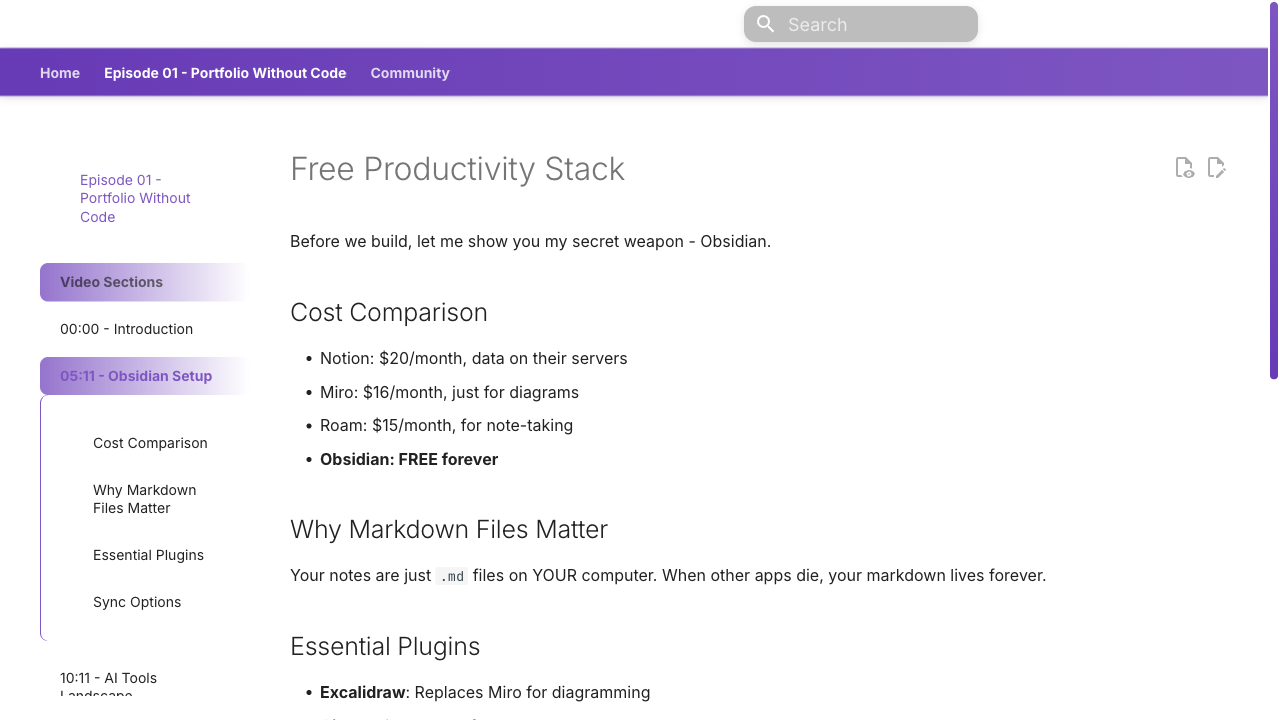 Search
Home
Episode 01 - Portfolio Without Code
Community
Episode 01 -
Portfolio Without
Code
Video Sections
00:00 - Introduction
05:11 - Obsidian Setup
Cost Comparison
Why Markdown
Files Matter
Essential Plugins
Sync Options
10:11 - AI Tools
Landscape
Free Productivity Stack
Before we build, let me show you my secret weapon - Obsidian.
Cost Comparison
• Notion: $20/month, data on their servers
• Miro: $16/month, just for diagrams
• Roam: $15/month, for note-taking
• Obsidian: FREE forever
Why Markdown Files Matter
Your notes are just .md files on YOUR computer. When other apps die, your markdown lives forever.
Essential Plugins
• Excalidraw: Replaces Miro for diagramming